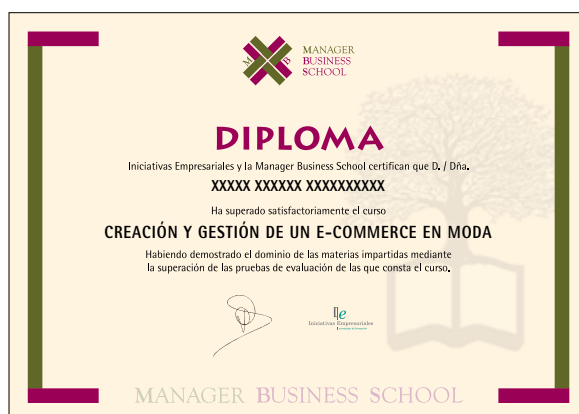 M B
MANAGER
BUSINESS
SCHOOL
DIPLOMA
Iniciativas Empresariales y la Manager Business School certifican que D. / Dña.
XXXXX XXXXXX XXXXXXXXXX
Ha superado satisfactoriamente el curso
CREACIÓN Y GESTIÓN DE UN E-COMMERCE EN MODA
Habiendo demostrado el dominio de las materias impartidas mediante
la superación de las pruebas de evaluación de las que consta el curso.
Ie
Iniciativas Empresariales
MANAGER BUSINESS SCHOOL